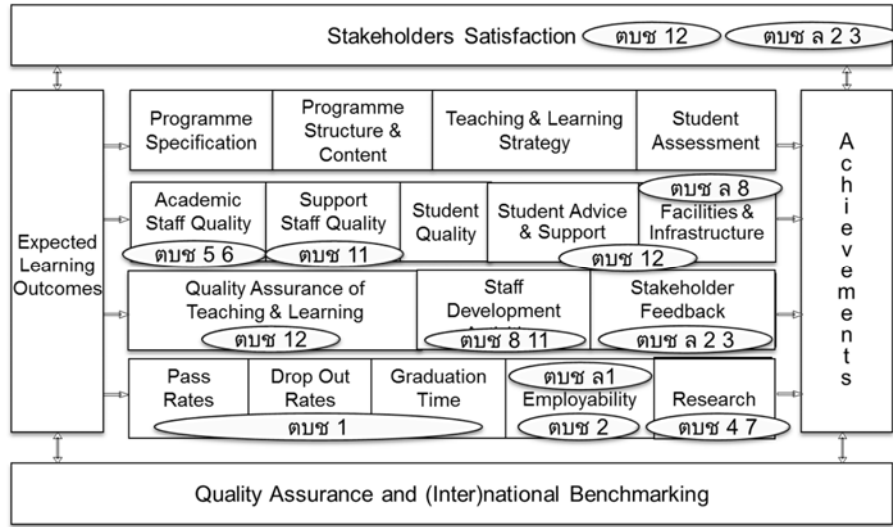 Stakeholders Satisfaction ตบช 12 ตบช ล 2 3
Expected
Learning
Outcomes
Programme
Specification
Programme
Structure &
Content
Teaching & Learning
Strategy
Student
Assessment
Academic
Staff Quality
ตบช 5 6
Support
Staff Quality
ตบช 11
Student
Quality
Student Advice
& Support
ตบช 12
ตบช ล 8
Facilities &
Infrastructure
Quality Assurance of
Teaching & Learning
ตบช 12
Staff
Development
ตบช 8 11
Stakeholder
Feedback
ตบช ล 2 3
Pass
Rates
Drop Out
Rates
Graduation
Time
ตบช 1
ตบช ล1
Employability
ตบช 2
Research
ตบช 4 7
Achievements
Quality Assurance and (Inter)national Benchmarking